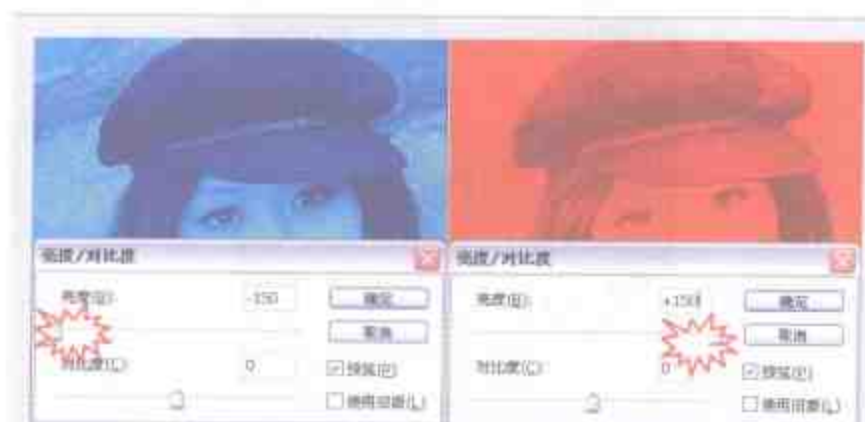 亮度/对比度
亮度(B):
-150
确定
取消
对比度(C):
0
预览(P)
使用旧版(L)
亮度/对比度
亮度(B):
+150
确定
取消
对比度(C):
0
预览(P)
使用旧版(L)